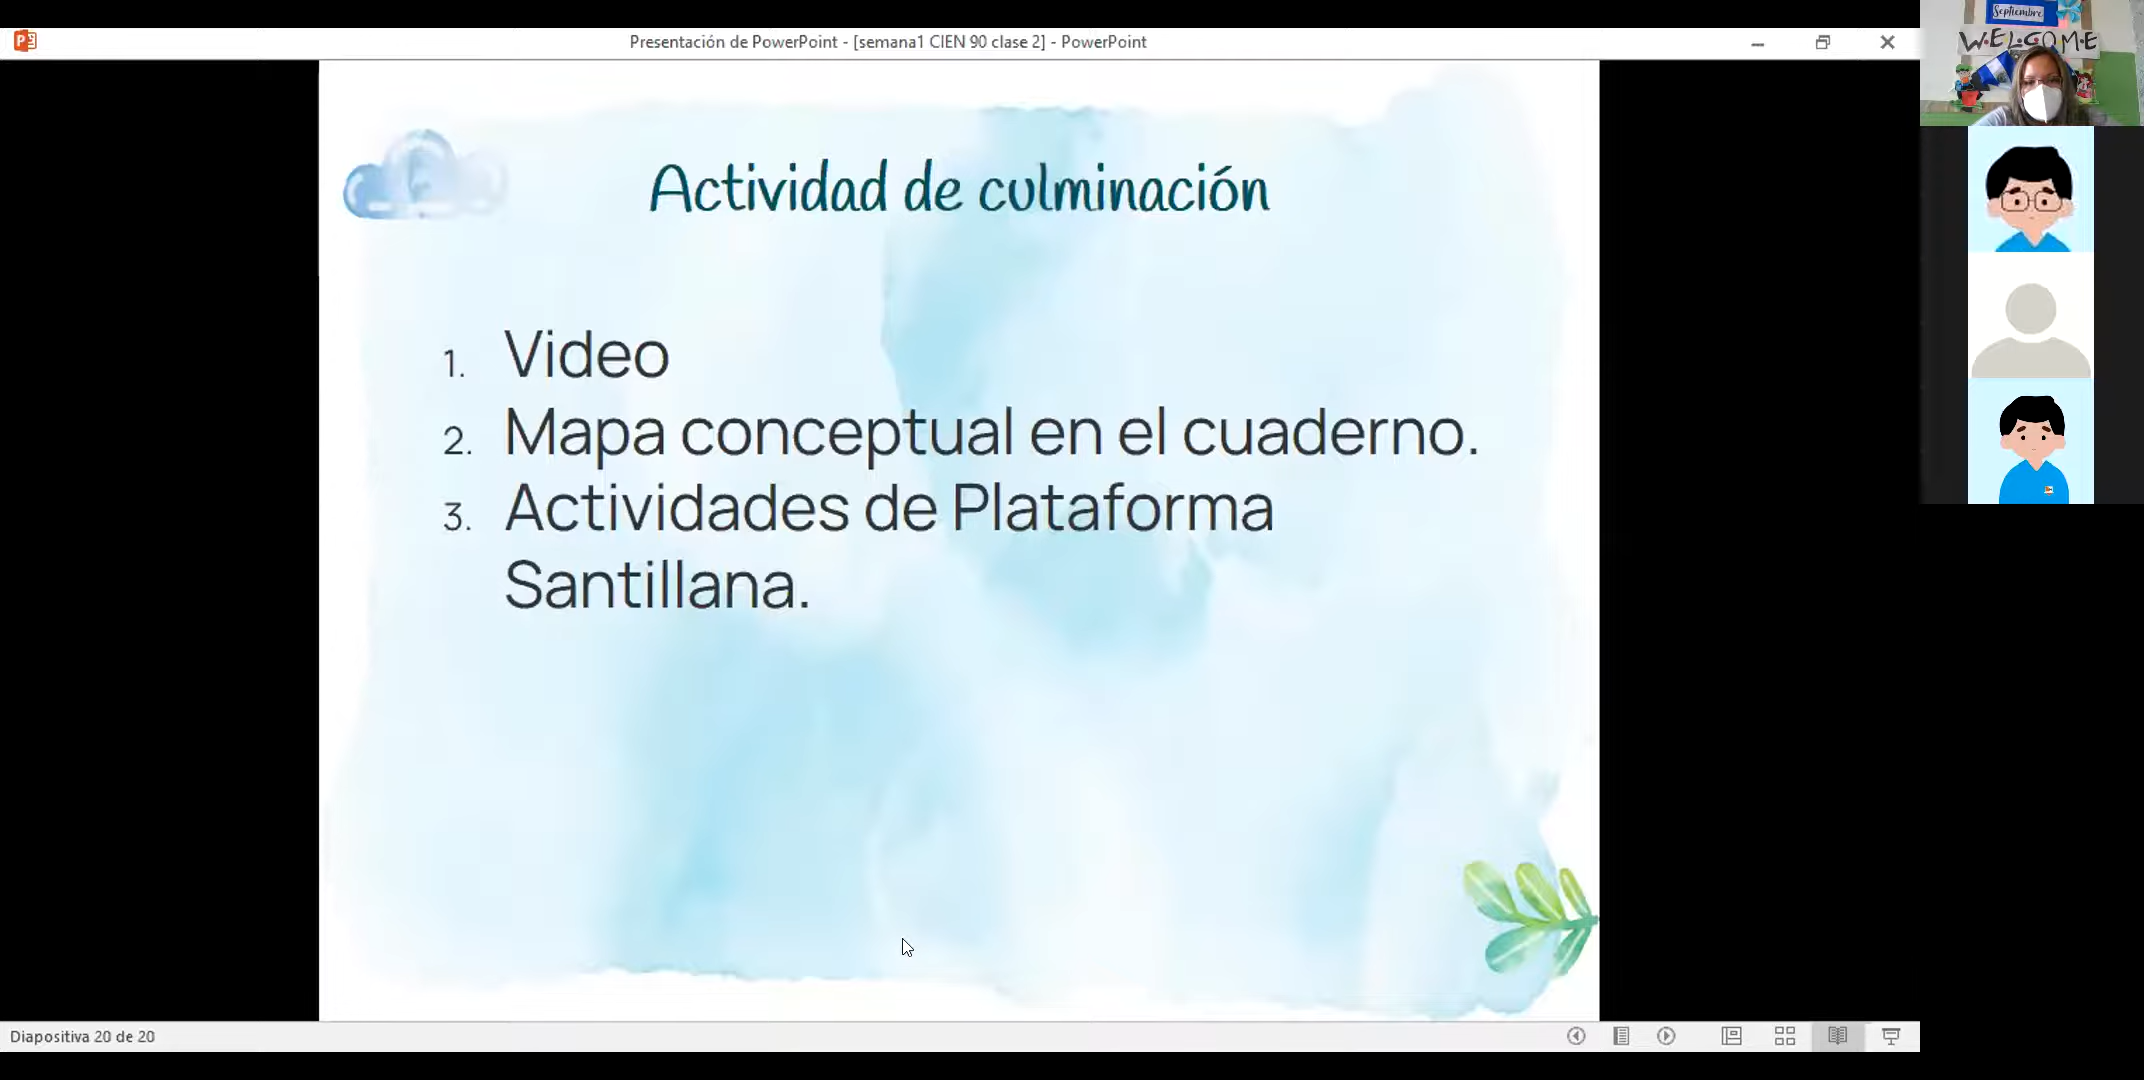 Presentación de PowerPoint - [semana1 CIEN 90 clase 2] - PowerPoint
Septiembre
WELCOME
Actividad de culminación
1. Video
2. Mapa conceptual en el cuaderno.
3. Actividades de Plataforma
Santillana.
Diapositiva 20 de 20